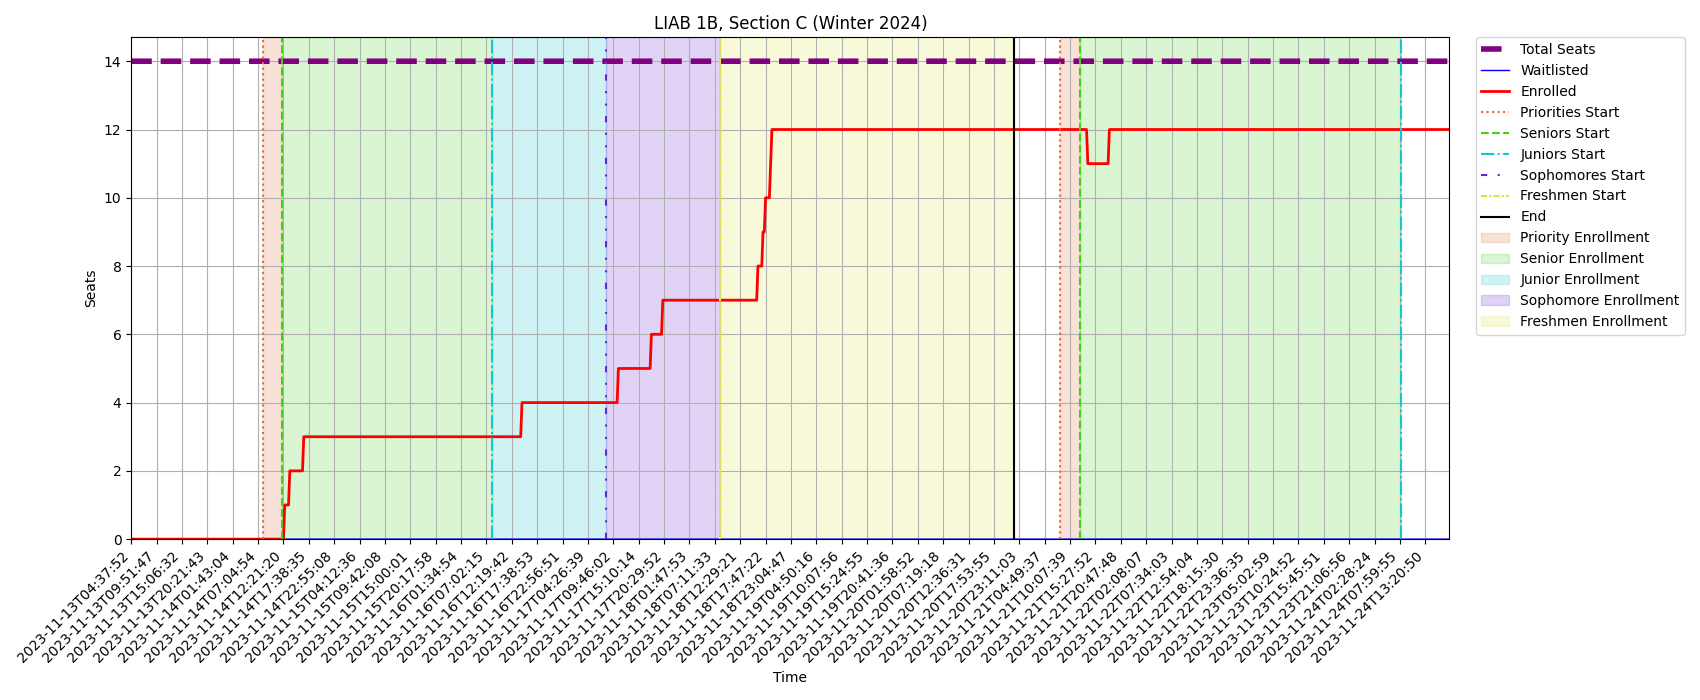 LIAB 1B, Section C (Winter 2024)
14
12
10
8
6
4
2
0
Seats
2023-11-13T04:37:52
2023-11-13T09:51:47
2023-11-13T15:06:32
2023-11-13T20:21:43
2023-11-14T01:43:04
2023-11-14T07:04:54
2023-11-14T12:21:20
2023-11-14T17:38:35
2023-11-14T22:55:08
2023-11-15T04:12:36
2023-11-15T09:42:08
2023-11-15T15:00:01
2023-11-15T20:17:58
2023-11-16T01:34:54
2023-11-16T07:02:15
2023-11-16T12:19:42
2023-11-16T17:38:53
2023-11-16T22:56:51
2023-11-17T04:26:39
2023-11-17T09:46:02
2023-11-17T15:10:14
2023-11-17T20:29:52
2023-11-18T01:47:53
2023-11-18T07:11:33
2023-11-18T12:29:21
2023-11-18T17:47:22
2023-11-18T23:04:47
2023-11-19T04:50:16
2023-11-19T10:07:56
2023-11-19T15:24:55
2023-11-19T20:41:36
2023-11-20T01:58:52
2023-11-20T07:19:18
2023-11-20T12:36:31
2023-11-20T17:53:55
2023-11-20T23:11:03
2023-11-21T04:49:37
2023-11-21T10:07:39
2023-11-21T15:27:52
2023-11-21T20:47:48
2023-11-22T02:08:07
2023-11-22T07:34:03
2023-11-22T12:54:04
2023-11-22T18:15:30
2023-11-22T23:36:35
2023-11-23T05:02:59
2023-11-23T10:24:52
2023-11-23T15:45:51
2023-11-23T21:06:56
2023-11-24T02:28:24
2023-11-24T07:59:55
2023-11-24T13:20:50
Time
Total Seats
Waitlisted
Enrolled
Priorities Start
Seniors Start
Juniors Start
Sophomores Start
Freshmen Start
End
Priority Enrollment
Senior Enrollment
Junior Enrollment
Sophomore Enrollment
Freshmen Enrollment